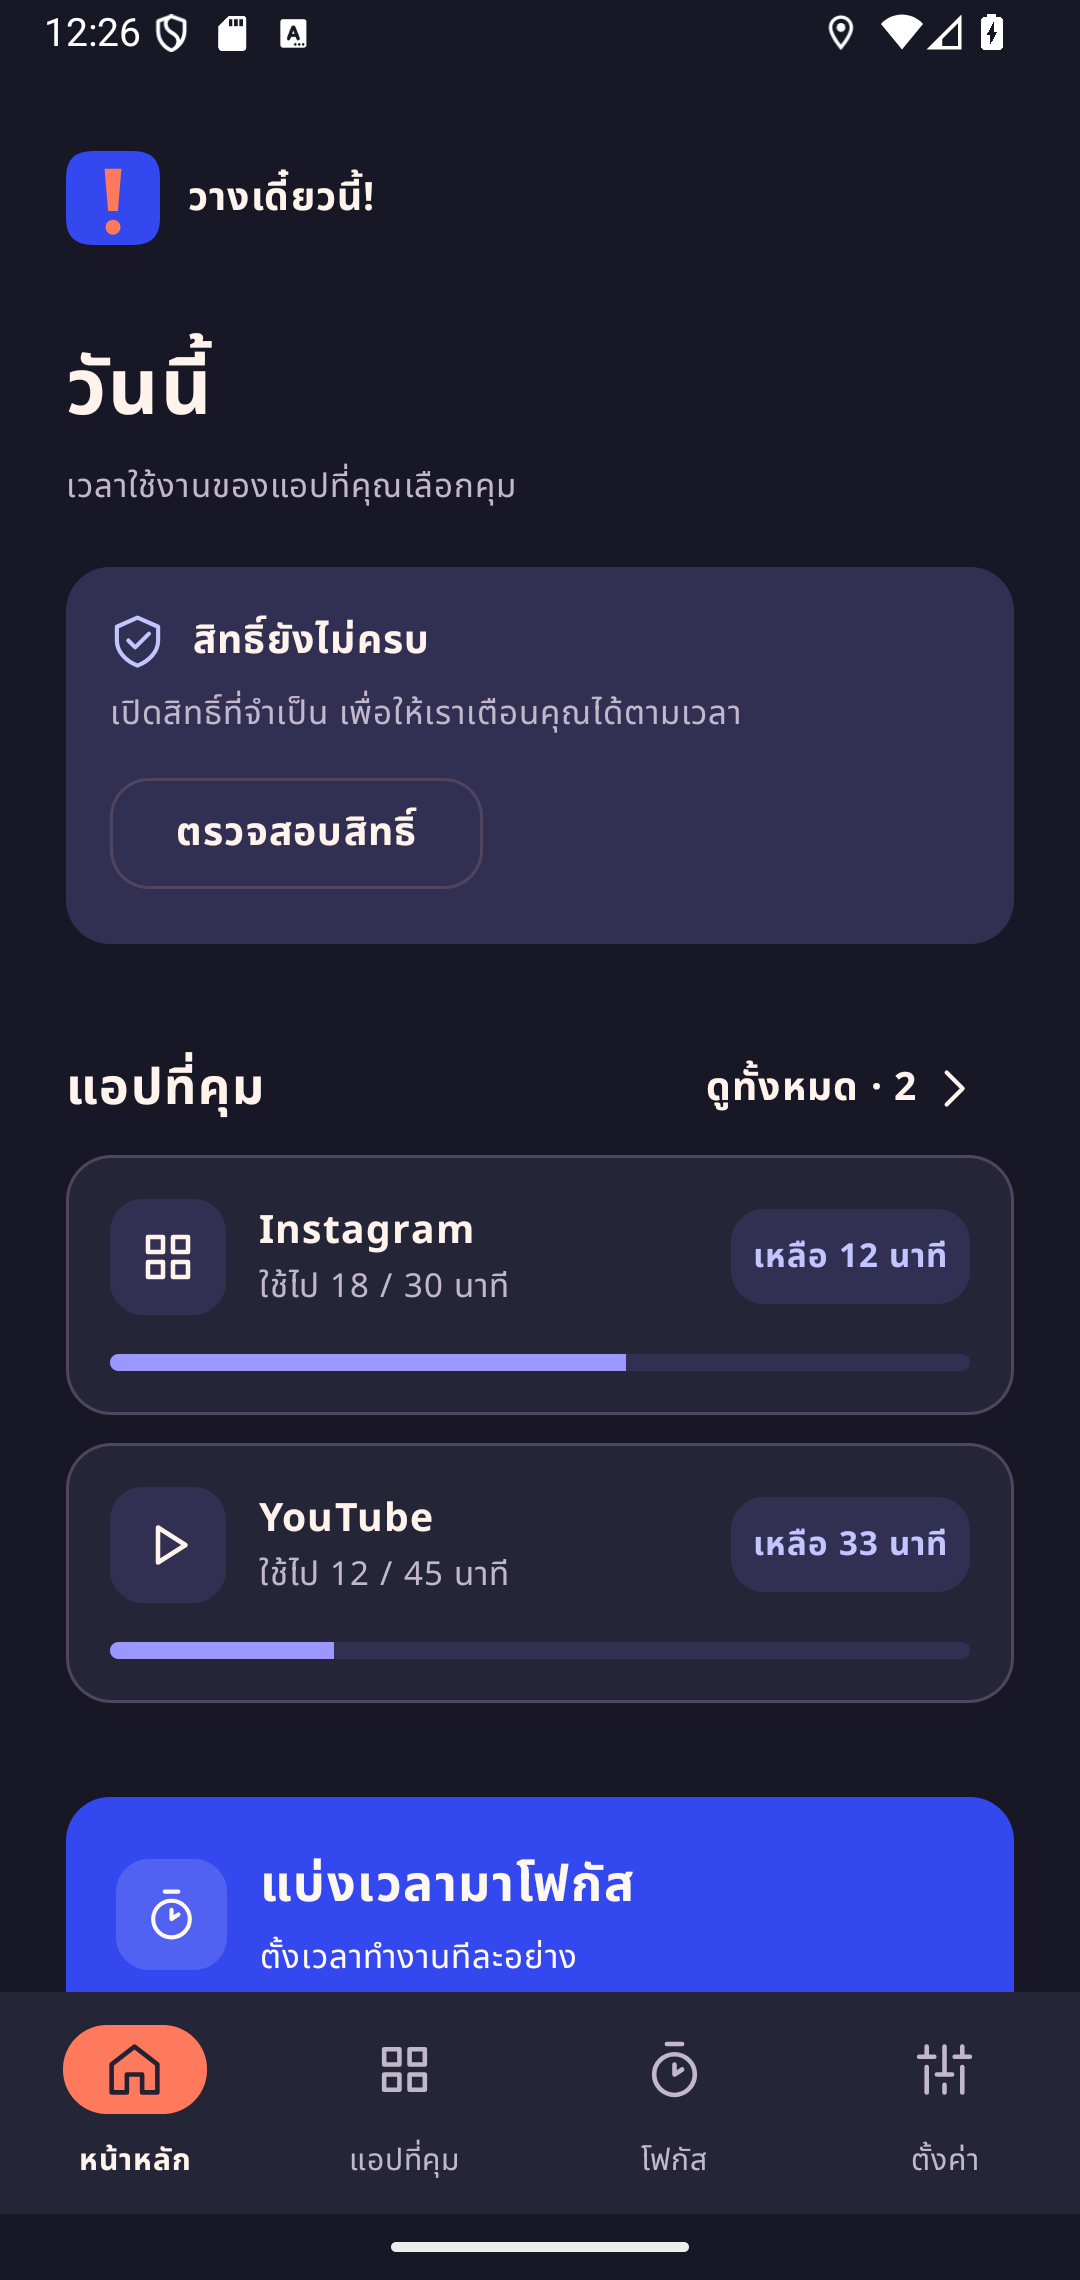 12:26
วางเดี๋ยวนี้!
วันนี้
เวลาใช้งานของแอปที่คุณเลือกคุม
สิทธิ์ยังไม่ครบ
เปิดสิทธิ์ที่จำเป็น เพื่อให้เราเตือนคุณได้ตามเวลา
ตรวจสอบสิทธิ์
แอปที่คุม
ดูทั้งหมด · 2
Instagram
ใช้ไป 18 / 30 นาที
เหลือ 12 นาที
YouTube
ใช้ไป 12 / 45 นาที
เหลือ 33 นาที
แบ่งเวลามาโฟกัส
ตั้งเวลาทำงานทีละอย่าง
หน้าหลัก
แอปที่คุม
โฟกัส
ตั้งค่า